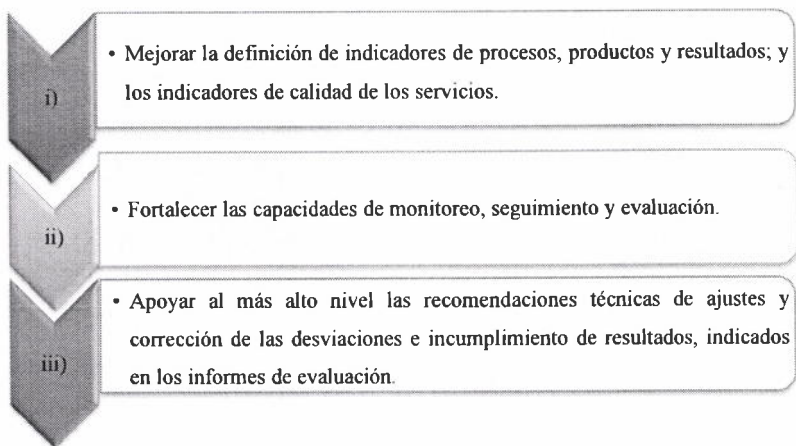 i)
• Mejorar la definición de indicadores de procesos, productos y resultados; y
los indicadores de calidad de los servicios.
ii)
• Fortalecer las capacidades de monitoreo, seguimiento y evaluación.
iii)
• Apoyar al más alto nivel las recomendaciones técnicas de ajustes y
corrección de las desviaciones e incumplimiento de resultados, indicados
en los informes de evaluación.